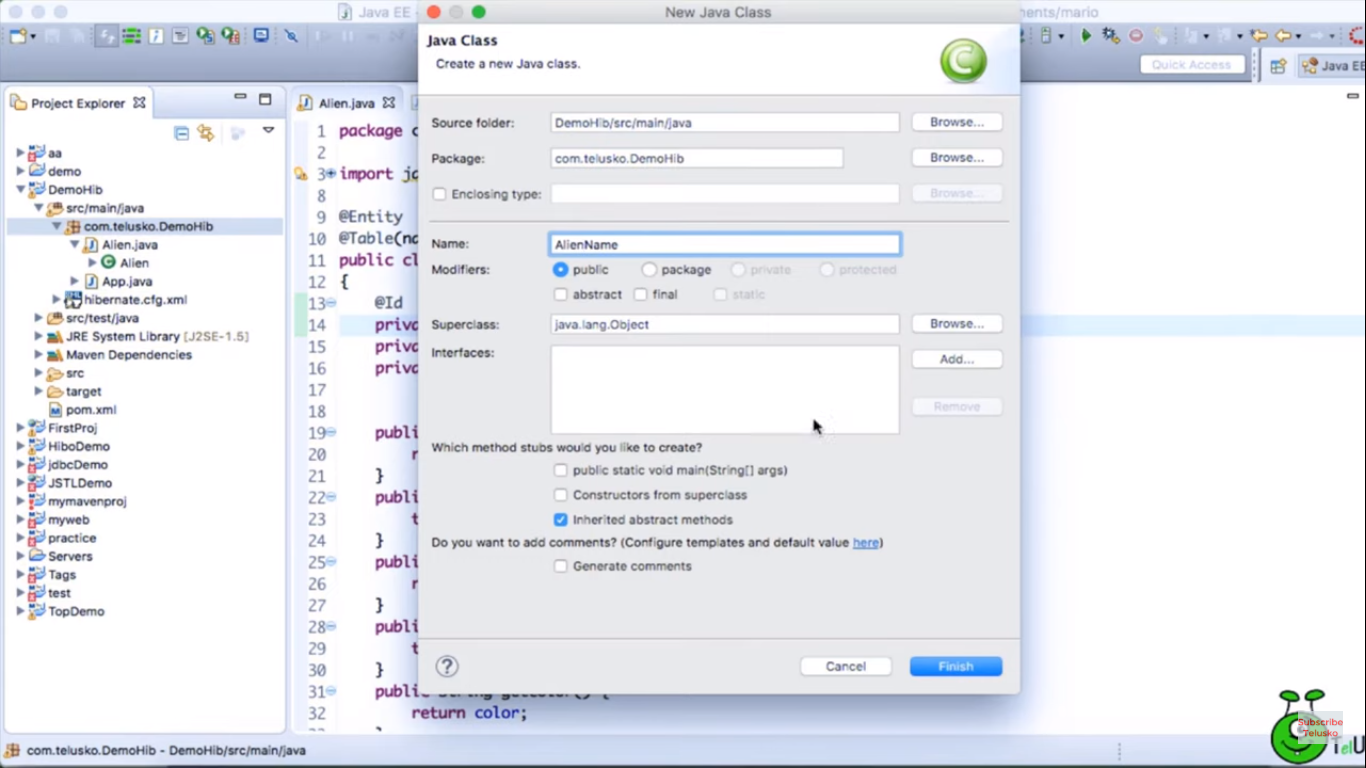 Java EE -
New Java Class
ents/mario
Quick Access
Java EE
Project Explorer
aa
demo
DemoHib
src/main/java
com.telusko.DemoHib
Alien.java
Alien
App.java
hibernate.cfg.xml
src/test/java
JRE System Library [J2SE-1.5]
Maven Dependencies
src
target
pom.xml
FirstProj
HiboDemo
jdbcDemo
JSTLDemo
mymavenproj
myweb
practice
Servers
Tags
test
TopDemo
Alien.java
1 package c
2
3 import ja
8
9 @Entity
10 @Table(na
11 public cl
12 {
13 @Id
14 priva
15 priva
16 priva
17
18
19 publi
20 r
21 }
22 publi
23 t
24 }
25 publi
26 r
27 }
28 publi
29 t
30 }
31 public String getColor() {
32 return color;
33 }
Java Class
Create a new Java class.
C
Source folder: DemoHib/src/main/java Browse...
Package: com.telusko.DemoHib Browse...
Enclosing type: Browse...
Name: AlienName
Modifiers: public package private protected
abstract final static
Superclass: java.lang.Object Browse...
Interfaces: Add...
Remove
Which method stubs would you like to create?
public static void main(String[] args)
Constructors from superclass
Inherited abstract methods
Do you want to add comments? (Configure templates and default value here)
Generate comments
? Cancel Finish
com.telusko.DemoHib - DemoHib/src/main/java
Subscribe
Telusko
TelU